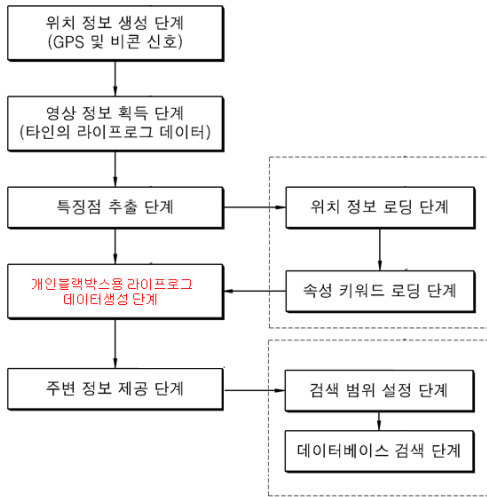 위치 정보 생성 단계
(GPS 및 비콘 신호)
영상 정보 획득 단계
(타인의 라이프로그 데이터)
특징점 추출 단계
위치 정보 로딩 단계
개인블랙박스용 라이프로그
데이터생성 단계
속성 키워드 로딩 단계
주변 정보 제공 단계
검색 범위 설정 단계
데이터베이스 검색 단계